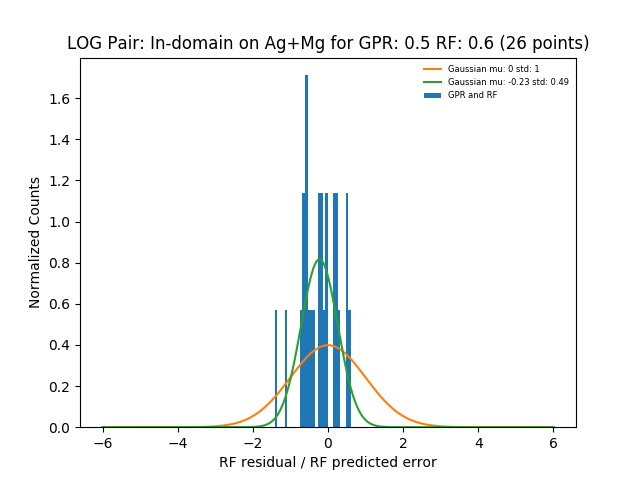 LOG Pair: In-domain on Ag+Mg for GPR: 0.5 RF: 0.6 (26 points)
Gaussian mu: 0 std: 1
Gaussian mu: -0.23 std: 0.49
GPR and RF
Normalized Counts
1.6
1.4
1.2
1.0
0.8
0.6
0.4
0.2
0.0
−6 −4 −2 0 2 4 6
RF residual / RF predicted error